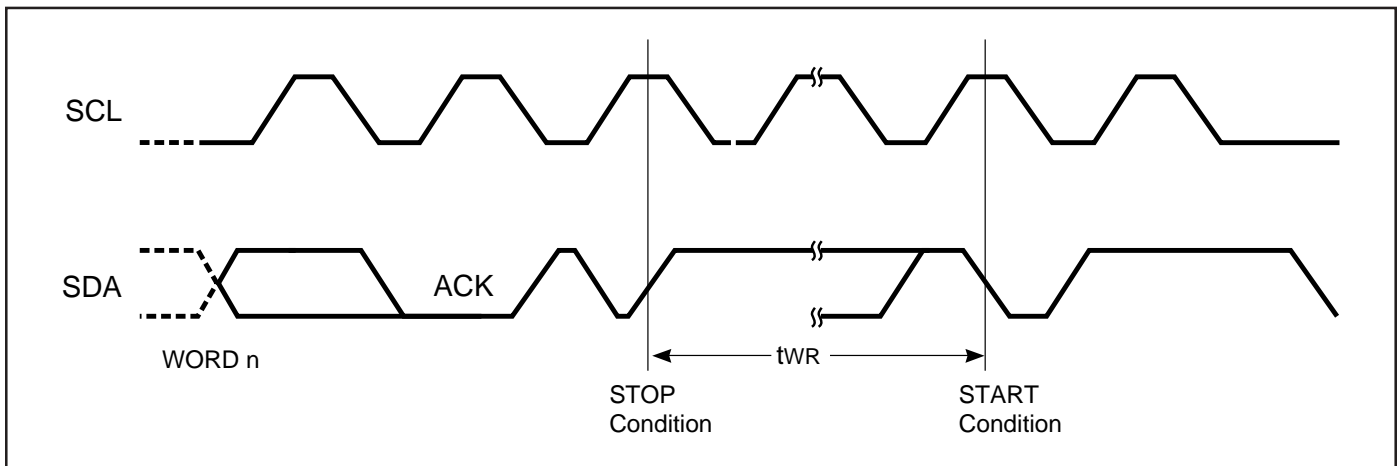 SCL
SDA
ACK
WORD n
tWR
STOP
Condition
START
Condition